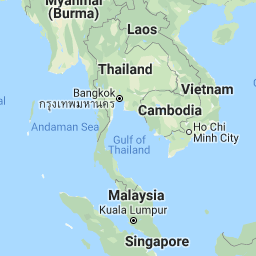 Myanmar
(Burma)
Laos
Thailand
Vietnam
Bangkok
กรุงเทพมหานคร
Cambodia
Andaman Sea
Ho Chi
Minh City
Gulf of
Thailand
Malaysia
Kuala Lumpur
Singapore